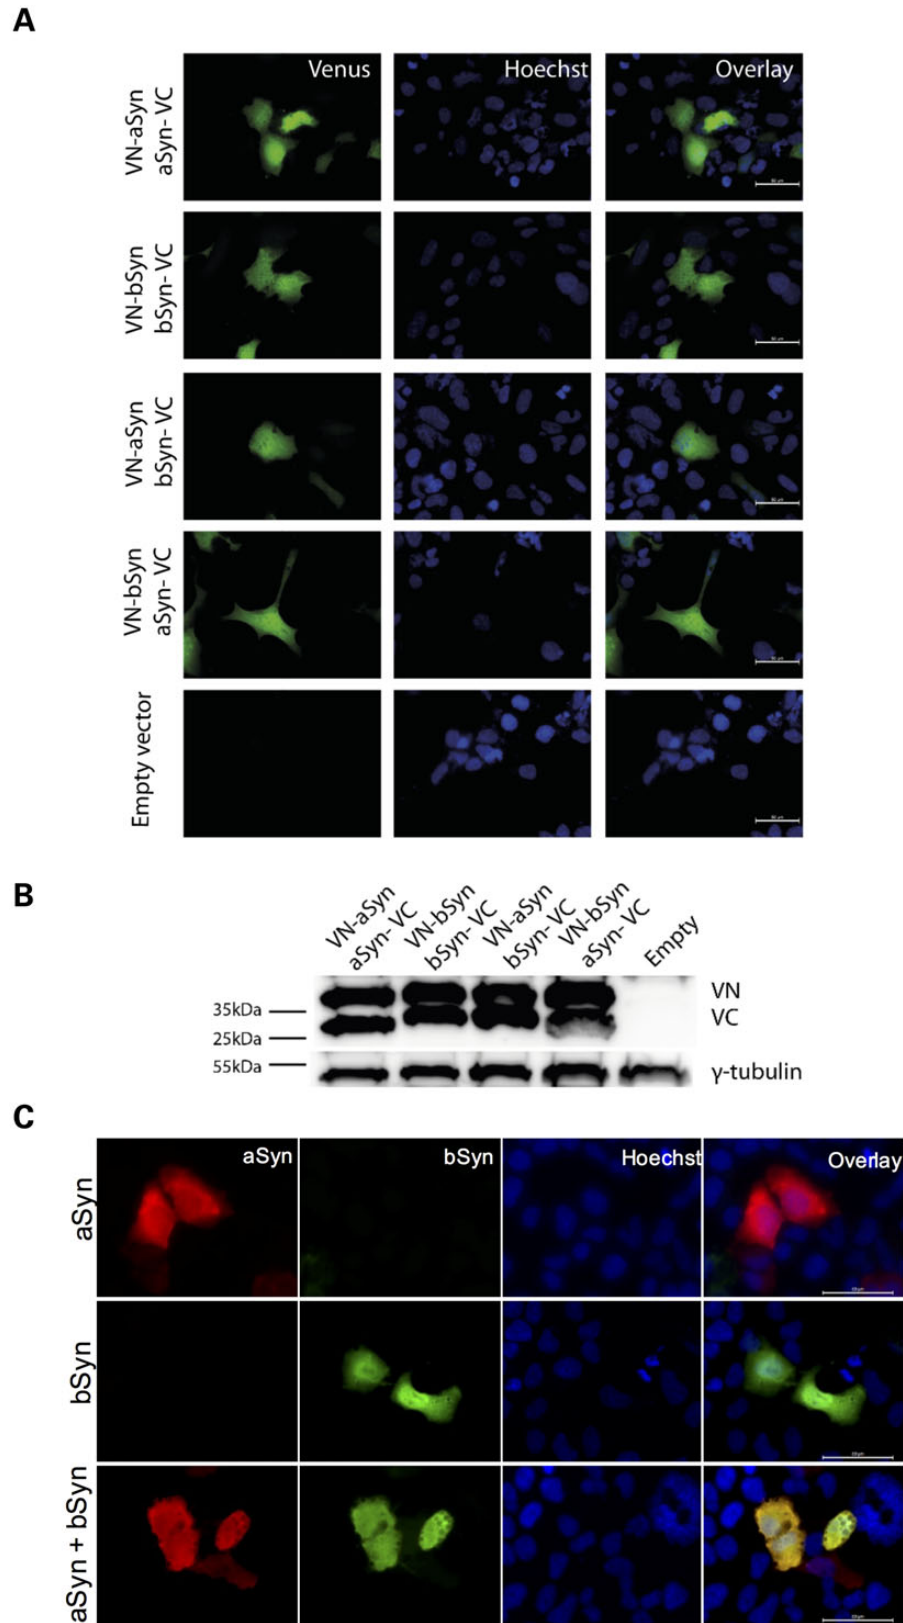 A
Venus Hoechst Overlay
VN-aSyn
aSyn- VC
VN-bSyn
bSyn- VC
VN-aSyn
bSyn- VC
VN-bSyn
aSyn- VC
Empty vector
B
VN-aSyn
aSyn- VC
VN-bSyn
bSyn- VC
VN-aSyn
bSyn- VC
VN-bSyn
aSyn- VC
Empty
35kDa
25kDa
55kDa
VN
VC
γ-tubulin
C
aSyn bSyn Hoechst Overlay
aSyn
bSyn
aSyn + bSyn